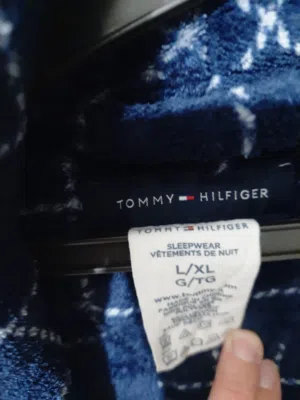 TOMMY HILFIGER
TOMMY HILFIGER
SLEEPWEAR
VÊTEMENTS DE NUIT
L/XL
G/TG